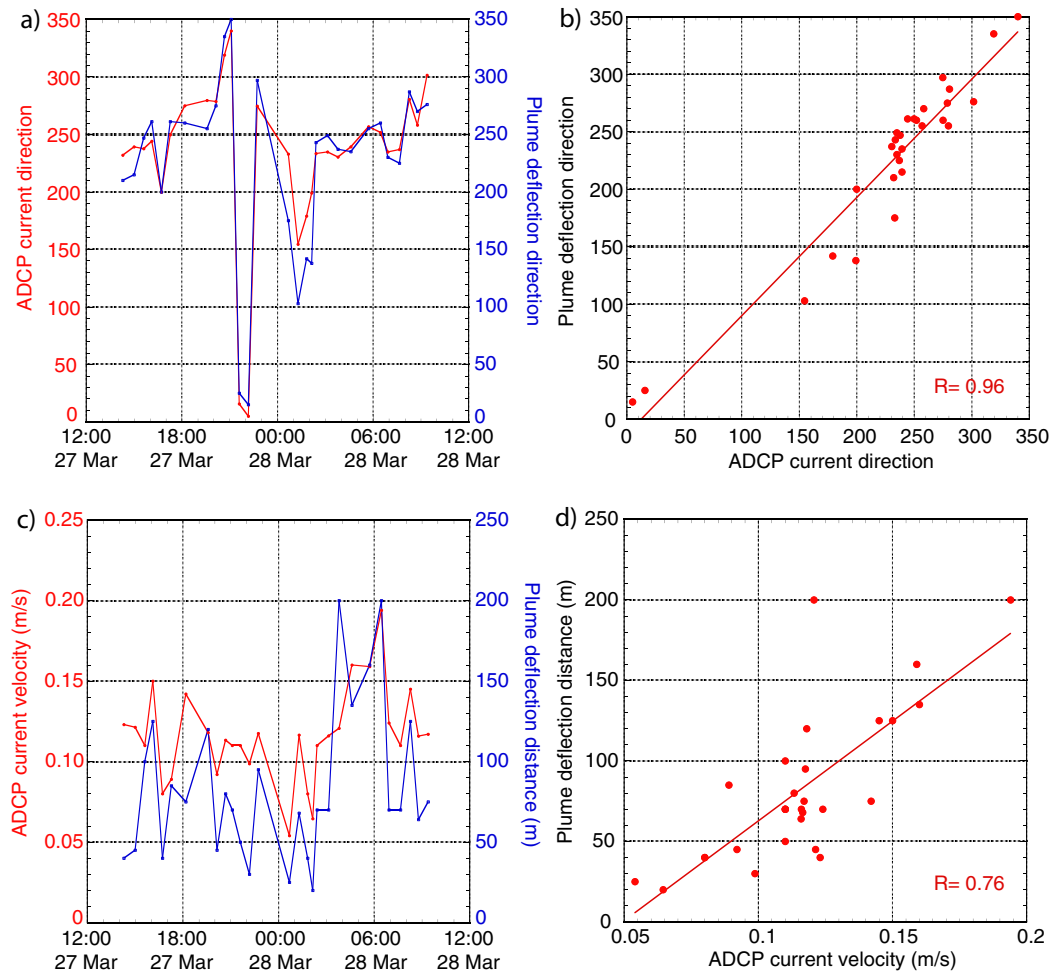 a)
350
300
250
200
150
100
50
0
ADCP current direction
350
300
250
200
150
100
50
0
Plume deflection direction
12:00 18:00 00:00 06:00 12:00
27 Mar 27 Mar 28 Mar 28 Mar 28 Mar
b)
350
300
250
200
150
100
50
0
Plume deflection direction
R= 0.96
0 50 100 150 200 250 300 350
ADCP current direction
c)
0.25
0.20
0.15
0.10
0.05
0.00
ADCP current velocity (m/s)
250
200
150
100
50
0
Plume deflection distance (m)
12:00 18:00 00:00 06:00 12:00
27 Mar 27 Mar 28 Mar 28 Mar 28 Mar
d)
250
200
150
100
50
0
Plume deflection distance (m)
R= 0.76
0.05 0.1 0.15 0.2
ADCP current velocity (m/s)